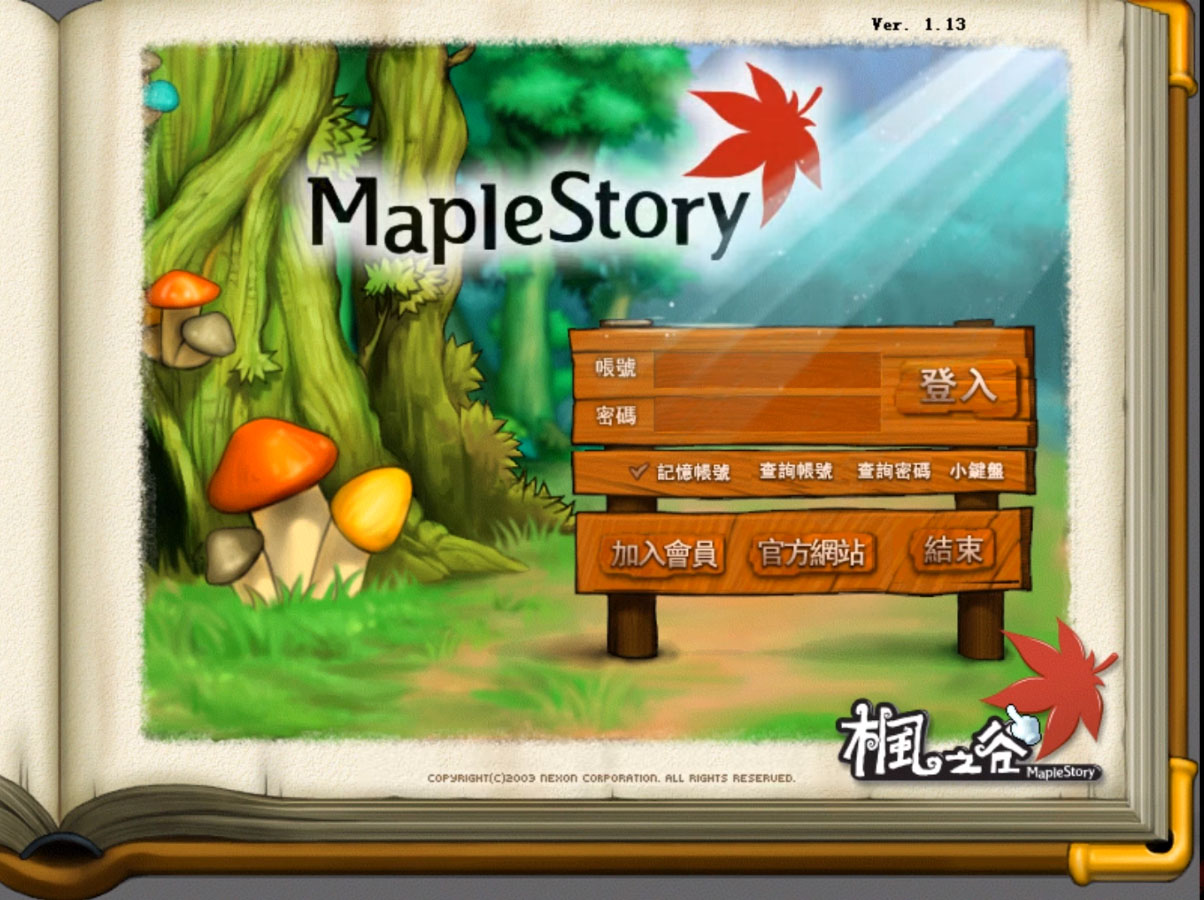 Ver. 1.13
MapleStory
帳號
登入
密碼
記憶帳號 查詢帳號 查詢密碼 小鍵盤
加入會員 官方網站 結束
楓之谷
MapleStory
COPYRIGHT(C)2003 NEXON CORPORATION. ALL RIGHTS RESERVED.